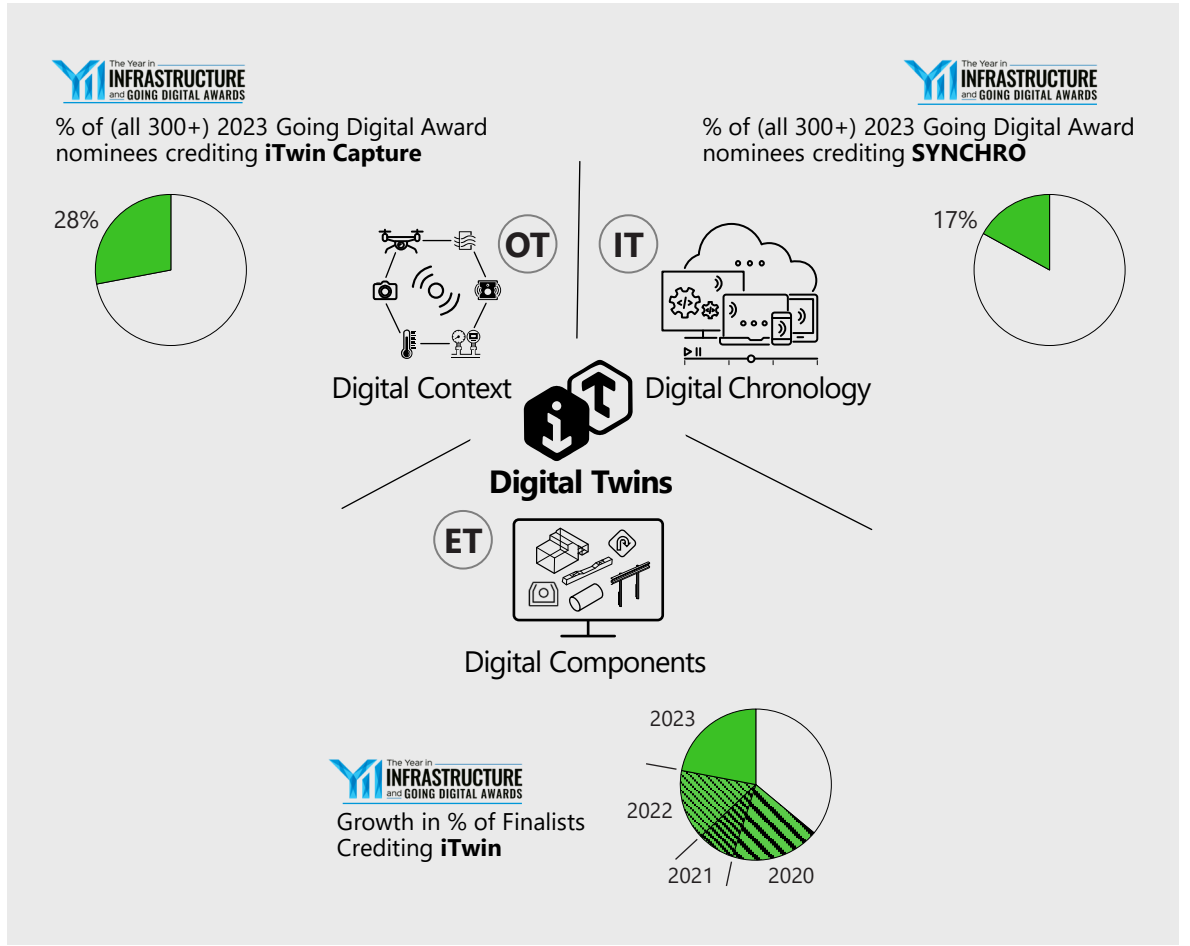 The Year in
INFRASTRUCTURE
and GOING DIGITAL AWARDS
% of (all 300+) 2023 Going Digital Award
nominees crediting iTwin Capture
28%
The Year in
INFRASTRUCTURE
and GOING DIGITAL AWARDS
% of (all 300+) 2023 Going Digital Award
nominees crediting SYNCHRO
17%
OT
IT
Digital Context
Digital Chronology
Digital Twins
ET
Digital Components
The Year in
INFRASTRUCTURE
and GOING DIGITAL AWARDS
Growth in % of Finalists
Crediting iTwin
2023
2022
2021
2020